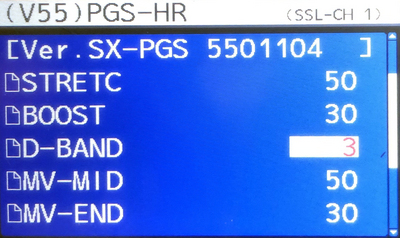 (V55)PGS-HR (SSL-CH 1)
[Ver.SX-PGS 5501104 ]
STRETC 50
BOOST 30
D-BAND 3
MV-MID 50
MV-END 30